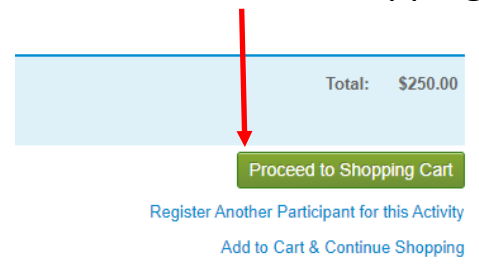 Total: $250.00
Proceed to Shopping Cart
Register Another Participant for this Activity
Add to Cart & Continue Shopping